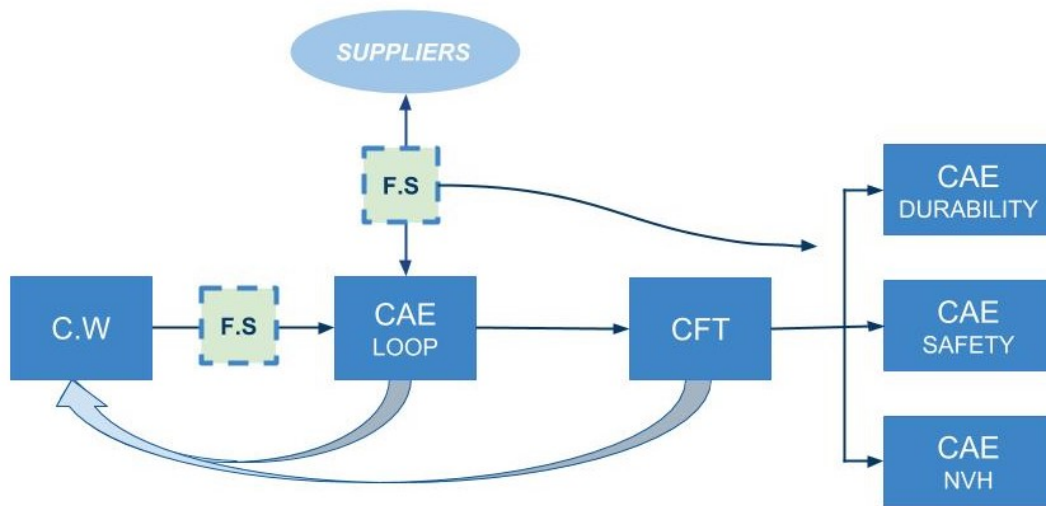 SUPPLIERS
F.S
CAE
DURABILITY
C.W
F.S
CAE
LOOP
CFT
CAE
SAFETY
CAE
NVH